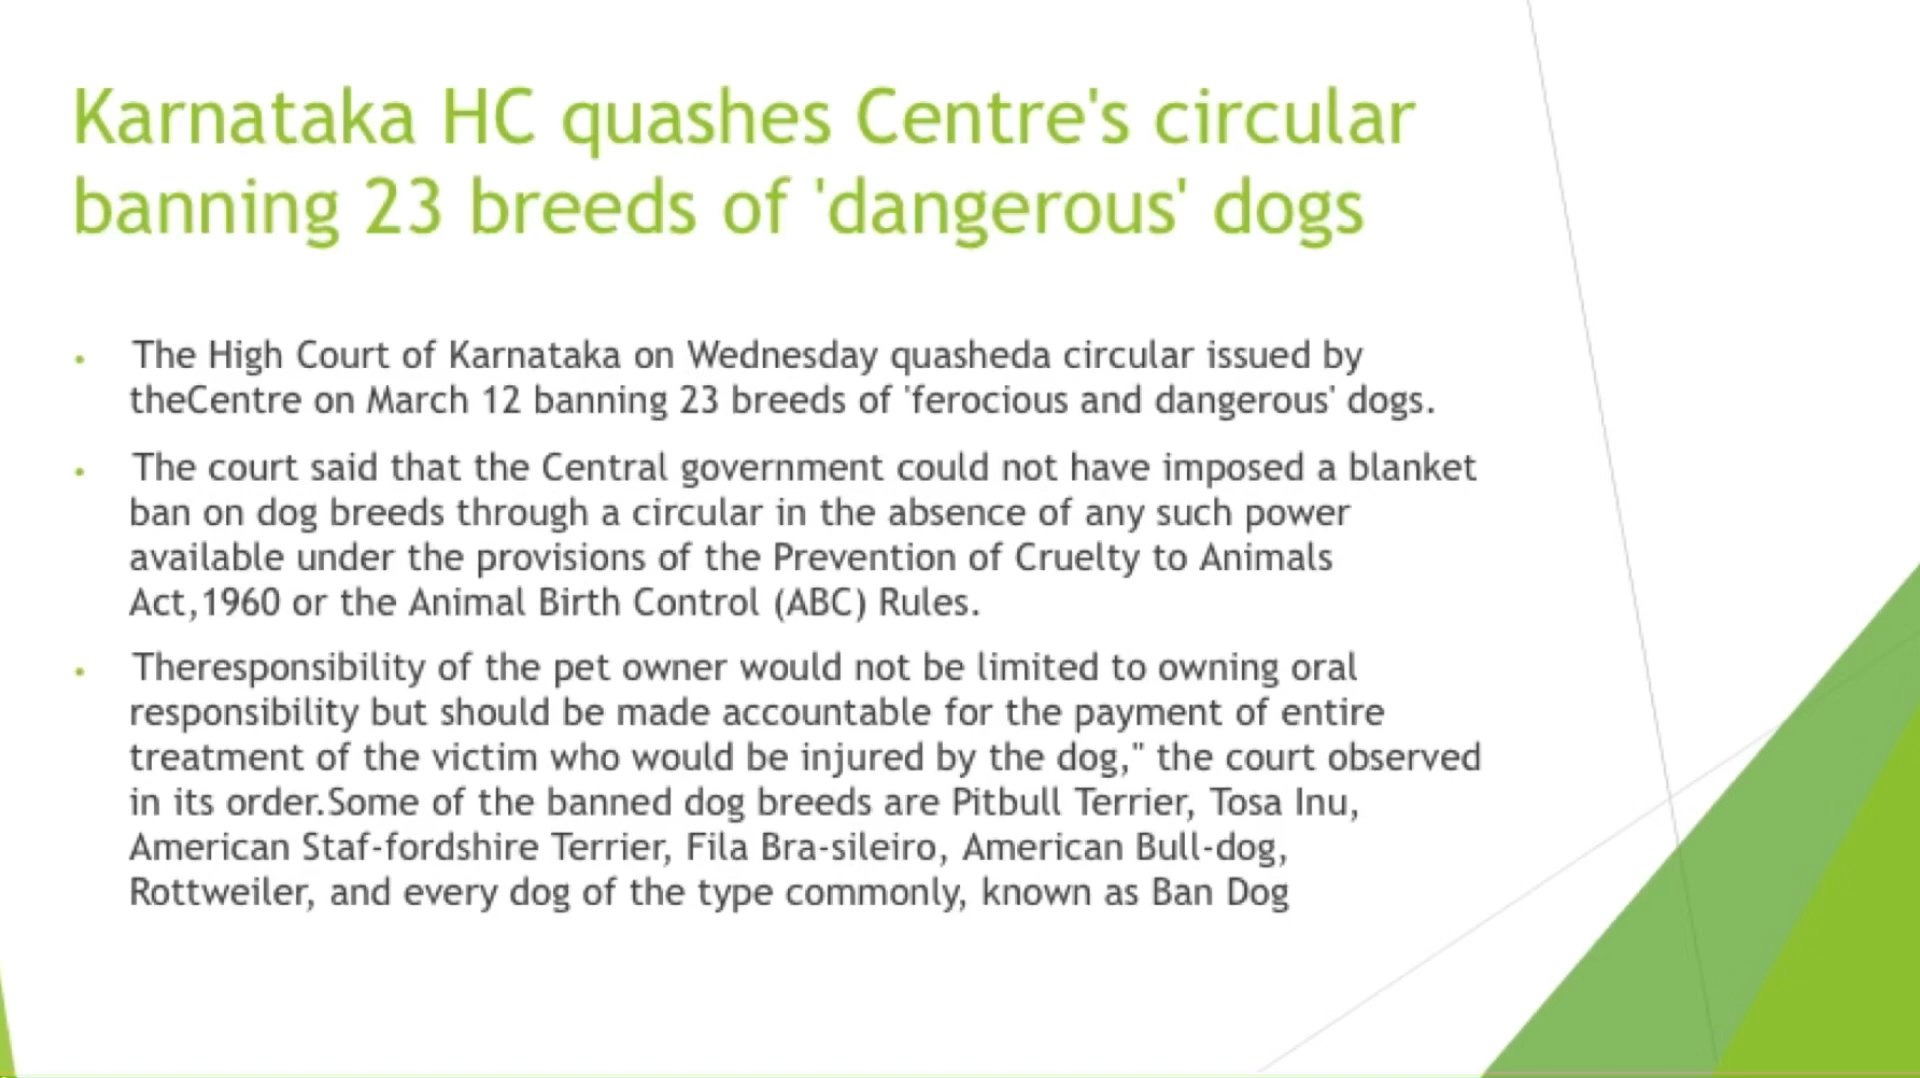 Karnataka HC quashes Centre's circular
banning 23 breeds of 'dangerous' dogs
• The High Court of Karnataka on Wednesday quasheda circular issued by
theCentre on March 12 banning 23 breeds of 'ferocious and dangerous' dogs.
• The court said that the Central government could not have imposed a blanket
ban on dog breeds through a circular in the absence of any such power
available under the provisions of the Prevention of Cruelty to Animals
Act,1960 or the Animal Birth Control (ABC) Rules.
• Theresponsibility of the pet owner would not be limited to owning oral
responsibility but should be made accountable for the payment of entire
treatment of the victim who would be injured by the dog," the court observed
in its order.Some of the banned dog breeds are Pitbull Terrier, Tosa Inu,
American Staf-fordshire Terrier, Fila Bra-sileiro, American Bull-dog,
Rottweiler, and every dog of the type commonly, known as Ban Dog